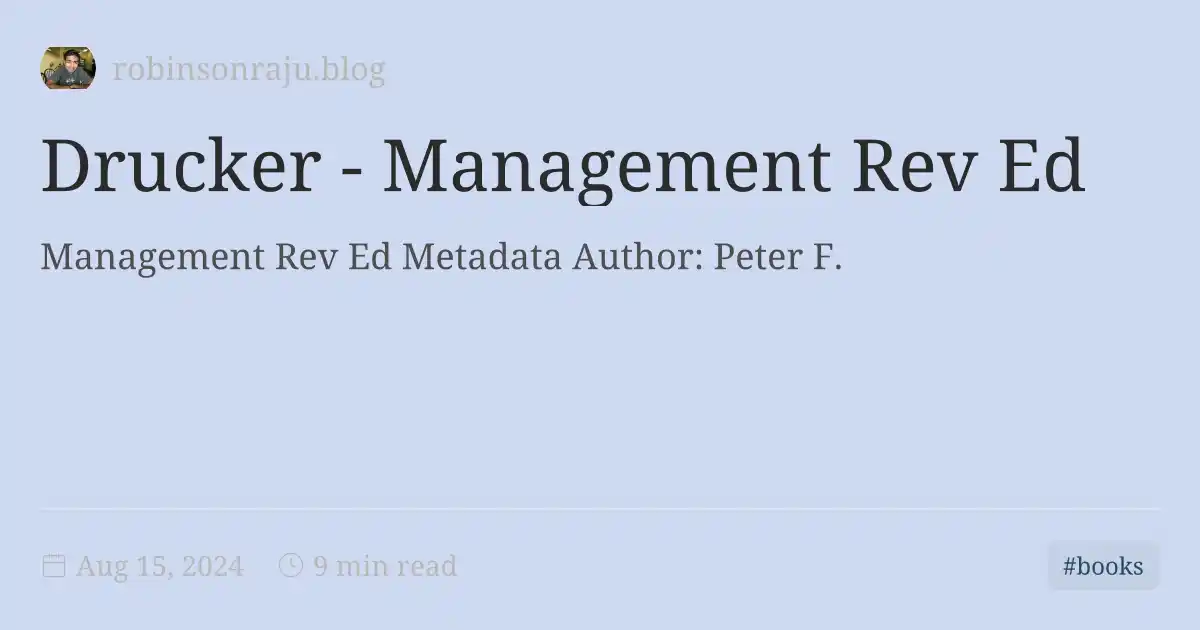 robinsonraju.blog
Drucker - Management Rev Ed
Management Rev Ed Metadata Author: Peter F.
Aug 15, 2024 9 min read #books